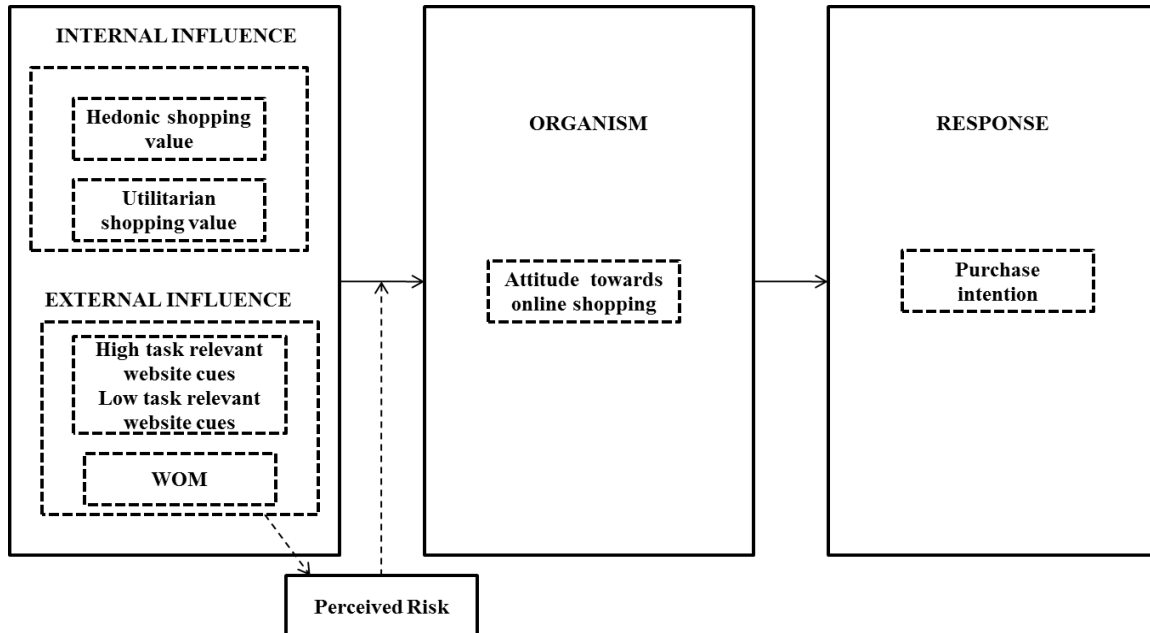 INTERNAL INFLUENCE
Hedonic shopping
value
Utilitarian
shopping value
EXTERNAL INFLUENCE
High task relevant
website cues
Low task relevant
website cues
WOM
Perceived Risk
ORGANISM
Attitude towards
online shopping
RESPONSE
Purchase
intention